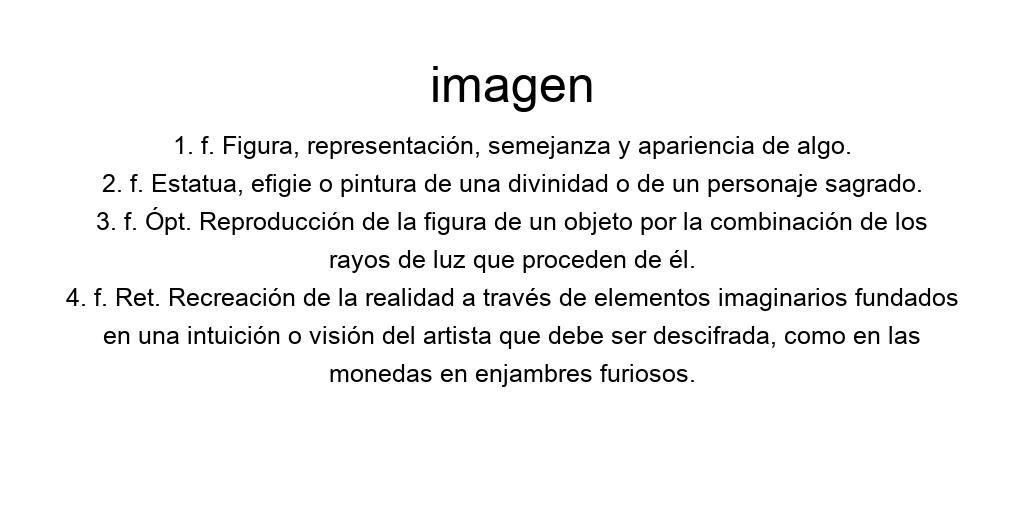 imagen
1. f. Figura, representación, semejanza y apariencia de algo.
2. f. Estatua, efigie o pintura de una divinidad o de un personaje sagrado.
3. f. Ópt. Reproducción de la figura de un objeto por la combinación de los
rayos de luz que proceden de él.
4. f. Ret. Recreación de la realidad a través de elementos imaginarios fundados
en una intuición o visión del artista que debe ser descifrada, como en las
monedas en enjambres furiosos.